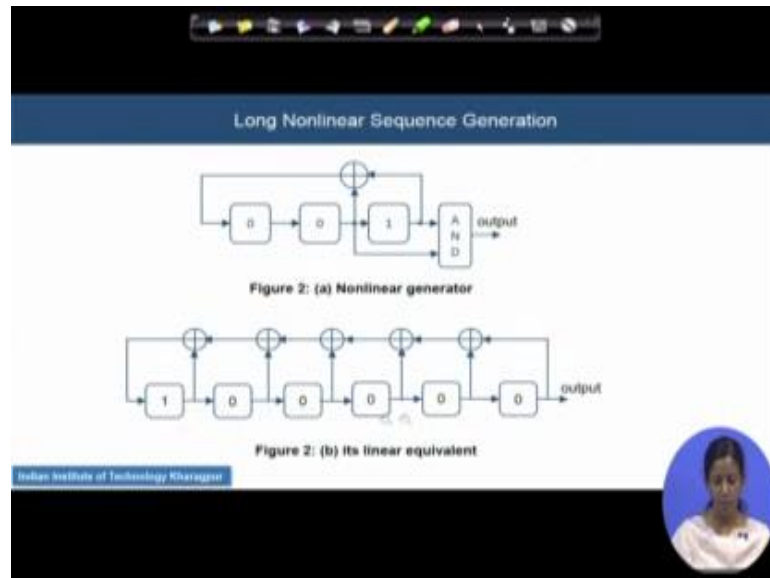 Long Nonlinear Sequence Generation
0 0 1 A N D output
Figure 2: (a) Nonlinear generator
1 0 0 0 0 0 output
Figure 2: (b) its linear equivalent
Indian Institute of Technology Kharagpur